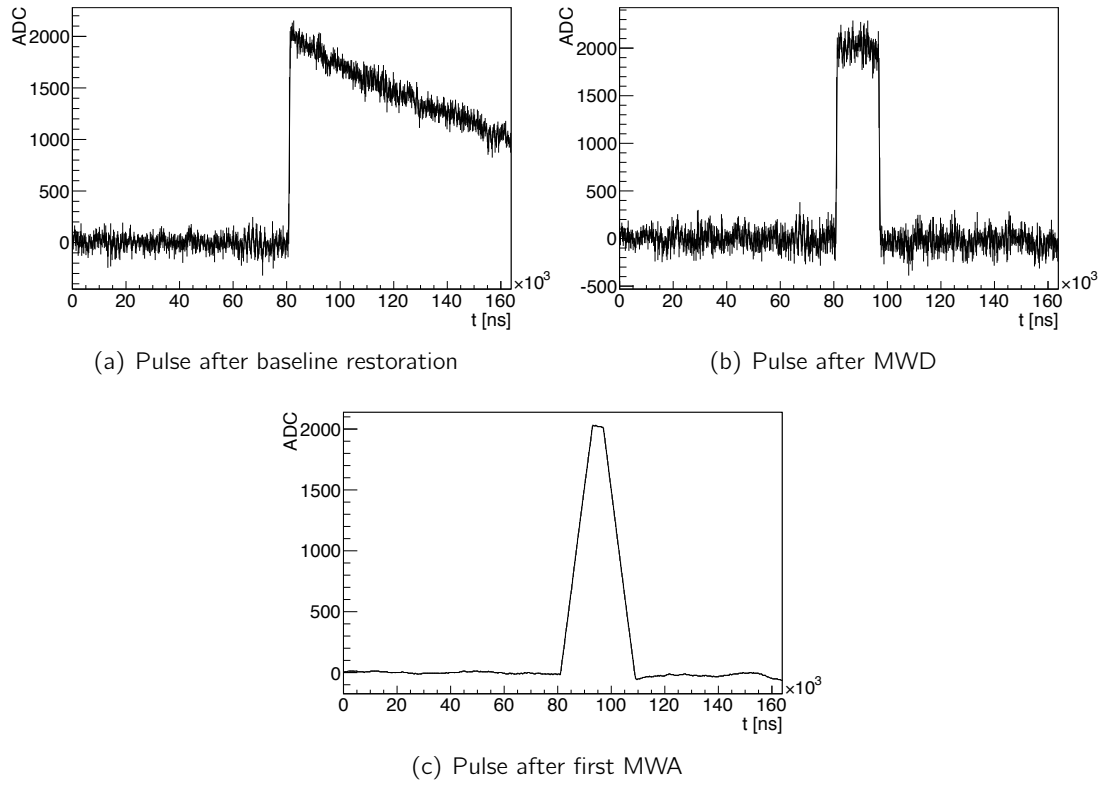 ADC
2000
1500
1000
500
0
0 20 40 60 80 100 120 140 160
×10³
t [ns]
(a) Pulse after baseline restoration
ADC
2000
1500
1000
500
0
-500
0 20 40 60 80 100 120 140 160
×10³
t [ns]
(b) Pulse after MWD
ADC
2000
1500
1000
500
0
0 20 40 60 80 100 120 140 160
×10³
t [ns]
(c) Pulse after first MWA